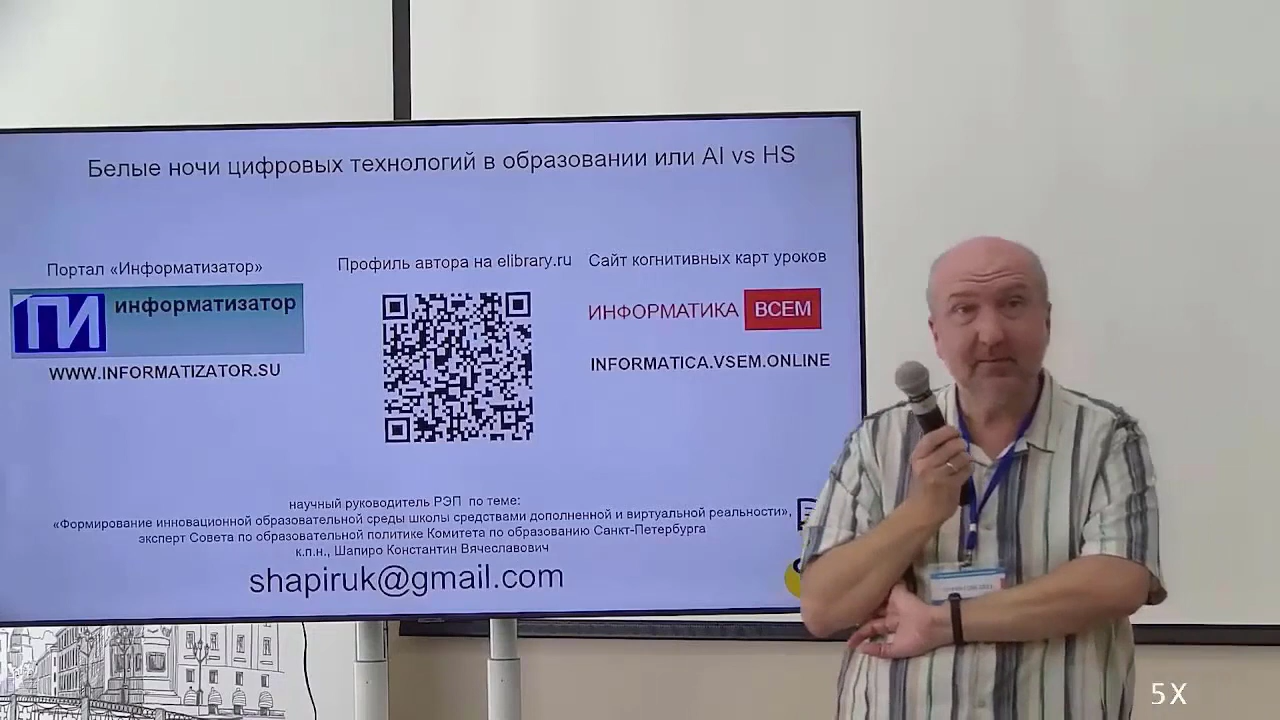 Белые ночи цифровых технологий в образовании или AI vs HS
Портал «Информатизатор»
Профиль автора на elibrary.ru
Сайт когнитивных карт уроков
ПИ
информатизатор
ИНФОРМАТИКА ВСЕМ
WWW.INFORMATIZATOR.SU
INFORMATICA.VSEM.ONLINE
научный руководитель РЭП по теме:
«Формирование инновационной образовательной среды школы средствами дополненной и виртуальной реальности»,
эксперт Совета по образовательной политике Комитета по образованию Санкт-Петербурга
к.п.н., Шапиро Константин Вячеславович
shapiruk@gmail.com
5X